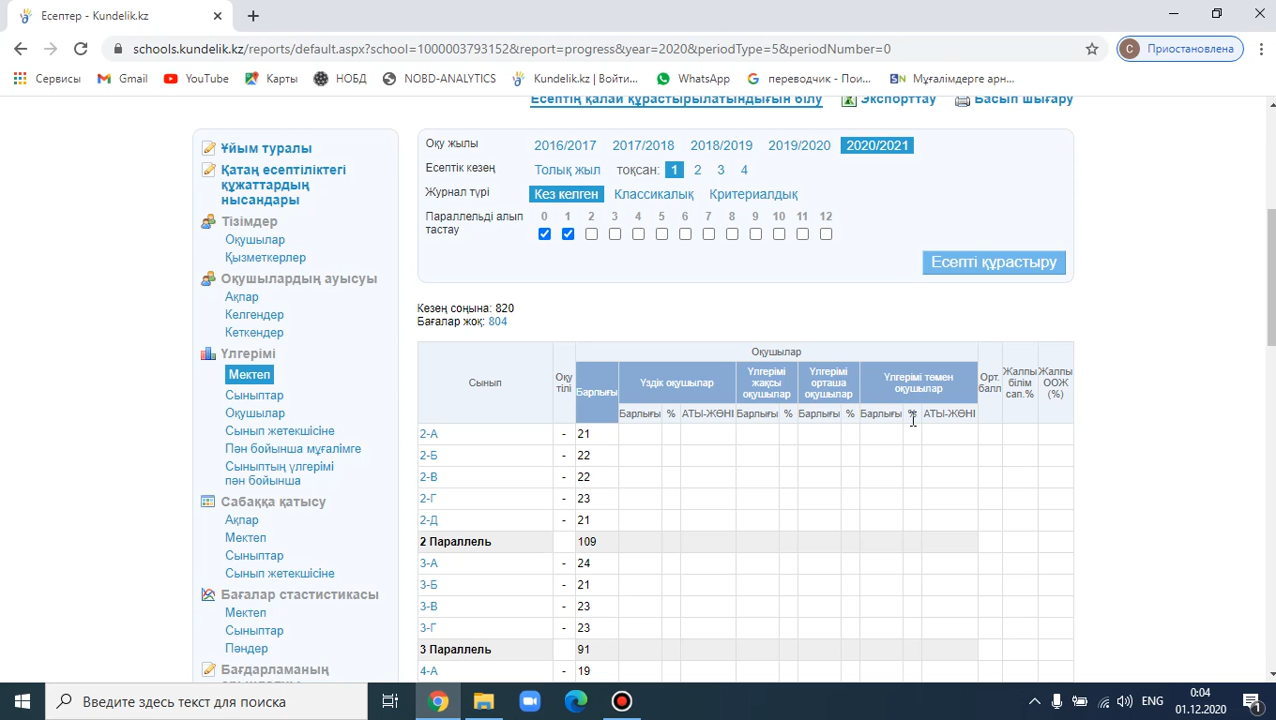 Есептер - Kundelik.kz
schools.kundelik.kz/reports/default.aspx?school=1000003793152&report=progress&year=2020&periodType=5&periodNumber=0
С Приостановлена
Сервисы Gmail YouTube Карты НОБД NOBD-ANALYTICS Kundelik.kz | Войти... WhatsApp переводчик - Пои... Мұғалімдерге арн...
Есептің қалай құрастырылатындығын білу Экспорттау Басып шығару
Ұйым туралы
Қатаң есептіліктегі
құжаттардың
нысандары
Тізімдер
Оқушылар
Қызметкерлер
Оқушылардың ауысуы
Ақпар
Келгендер
Кеткендер
Үлгерімі
Мектеп
Сыныптар
Оқушылар
Сынып жетекшісіне
Пән бойынша мұғалімге
Сыныптың үлгерімі
пән бойынша
Сабаққа қатысу
Ақпар
Мектеп
Сыныптар
Сынып жетекшісіне
Бағалар стастистикасы
Мектеп
Сыныптар
Пәндер
Бағдарламаның
Оқу жылы 2016/2017 2017/2018 2018/2019 2019/2020 2020/2021
Есептік кезең Толық жыл тоқсан: 1 2 3 4
Журнал түрі Кез келген Классикалық Критериалдық
Параллельді алып
тастау
0 1 2 3 4 5 6 7 8 9 10 11 12
Есепті құрастыру
Кезең соңына: 820
Бағалар жоқ: 804
Сынып
Оқу
тілі
Оқушылар
Барлығы
Үздік оқушылар
Үлгерімі
жақсы
оқушылар
Үлгерімі
орташа
оқушылар
Үлгерімі төмен
оқушылар
Орт.
балл
Жалпы
білім
сап.%
Жалпы
ООЖ
(%)
Барлығы % АТЫ-ЖӨНІ Барлығы % Барлығы % Барлығы % АТЫ-ЖӨНІ
2-А - 21
2-Б - 22
2-В - 22
2-Г - 23
2-Д - 21
2 Параллель 109
3-А - 24
3-Б - 21
3-В - 23
3-Г - 23
3 Параллель 91
4-А - 19
Введите здесь текст для поиска
ENG
0:04
01.12.2020
1